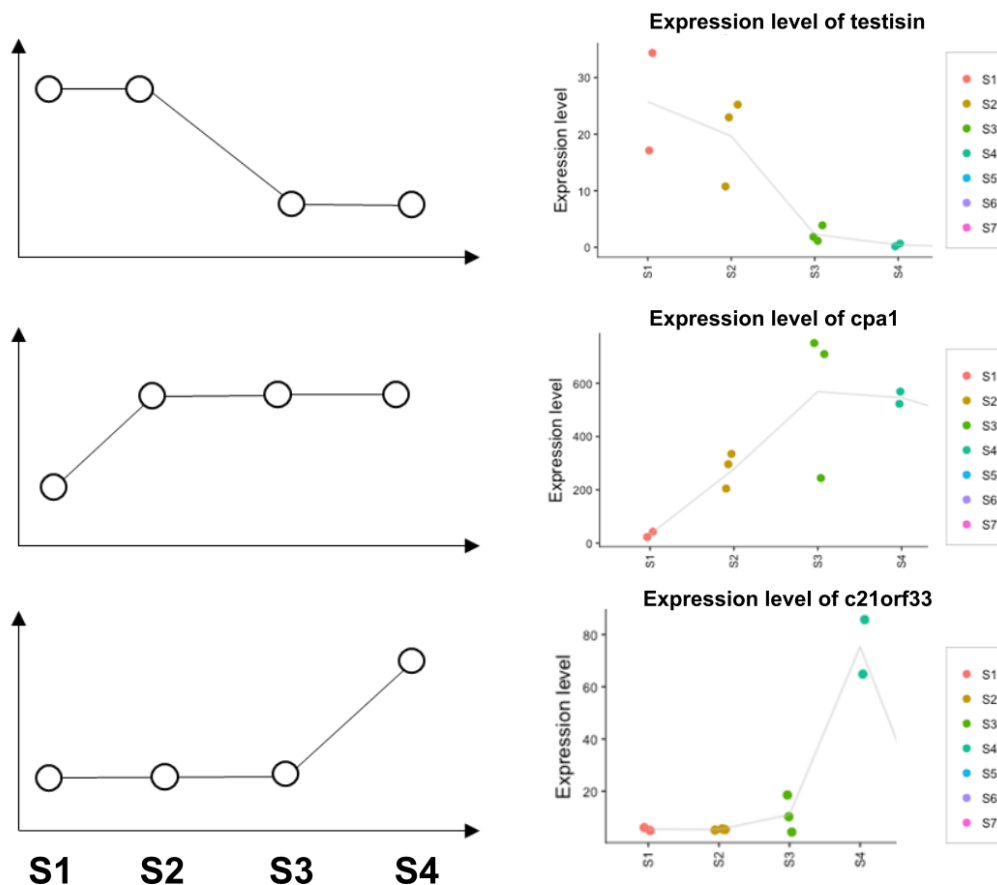 Expression level of testisin
Expression level
30
20
10
0
S1
S2
S3
S4
S1
S2
S3
S4
S5
S6
S7
Expression level of cpa1
Expression level
600
400
200
0
S1
S2
S3
S4
S1
S2
S3
S4
S5
S6
S7
Expression level of c21orf33
Expression level
80
60
40
20
S1
S2
S3
S4
S1
S2
S3
S4
S5
S6
S7
S1 S2 S3 S4